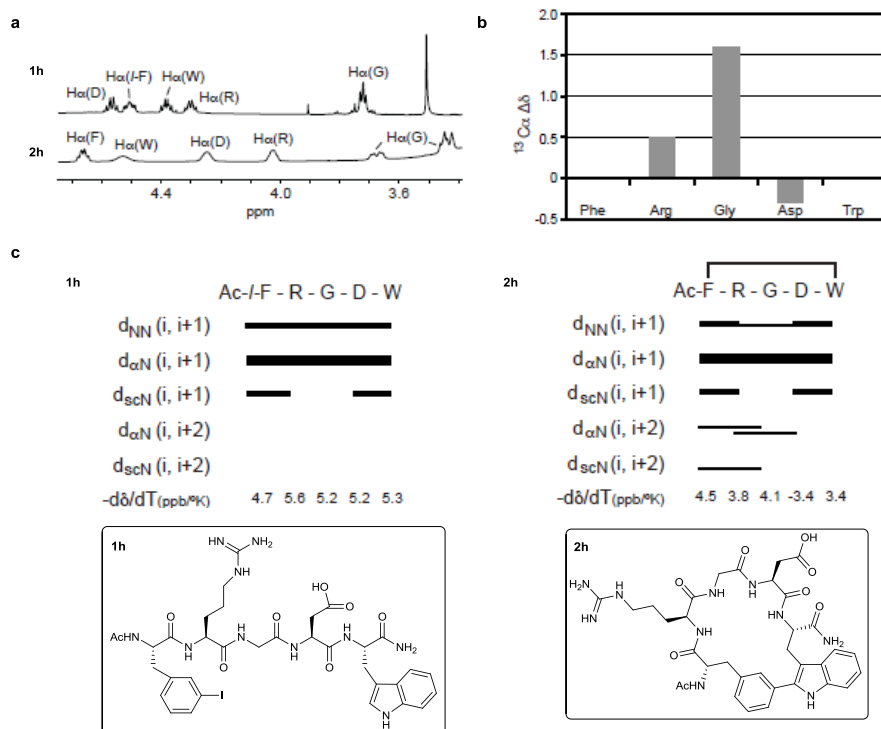 a
1h
Hα(D)
Hα(I-F)
Hα(W)
Hα(R)
Hα(G)
2h
Hα(F)
Hα(W)
Hα(D)
Hα(R)
Hα(G)
4.4 4.0 3.6
ppm
b
¹³Cα Δδ
2.0
1.5
1.0
0.5
0
-0.5
Phe Arg Gly Asp Trp
c
1h
Ac-I-F - R - G - D - W
dNN (i, i+1)
dαN (i, i+1)
dscN (i, i+1)
dαN (i, i+2)
dscN (i, i+2)
-dδ/dT(ppb/ºK) 4.7 5.6 5.2 5.2 5.3
2h
Ac-F - R - G - D - W
dNN (i, i+1)
dαN (i, i+1)
dscN (i, i+1)
dαN (i, i+2)
dscN (i, i+2)
-dδ/dT(ppb/ºK) 4.5 3.8 4.1 -3.4 3.4
1h
HN
NH₂
NH
O
OH
O
AcHN
O
H
N
O
N
H
O
H
N
O
NH₂
I
N
H
2h
OH
O
O
NH
O
H₂N
H
N
NH
O
NH
O
NH
O
NH₂
O
AcN
H
N
H